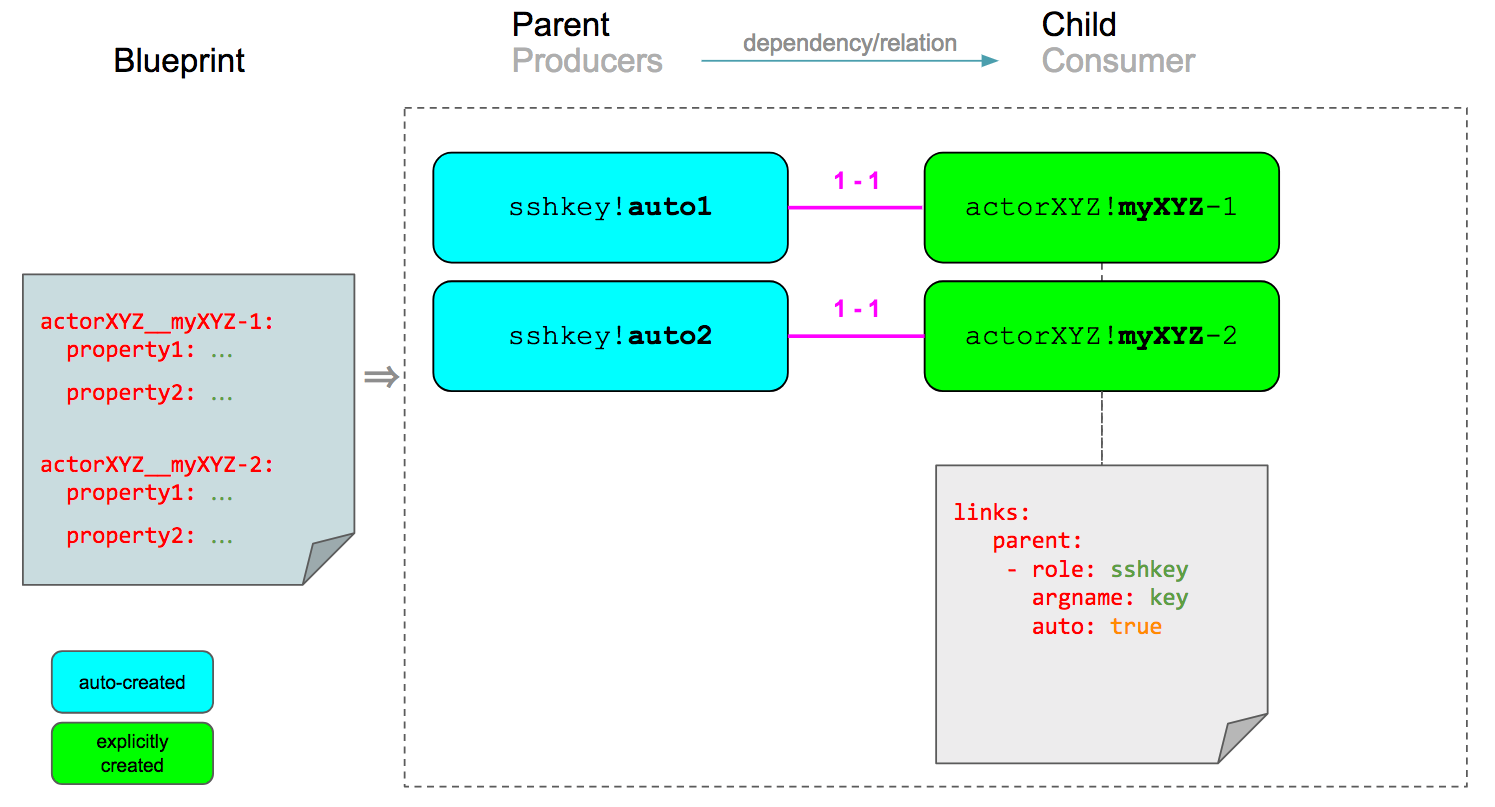 Blueprint
Parent
Producers
dependency/relation
Child
Consumer
sshkey!auto1
1 - 1
actorXYZ!myXYZ-1
sshkey!auto2
1 - 1
actorXYZ!myXYZ-2
actorXYZ__myXYZ-1:
property1: ...
property2: ...
actorXYZ__myXYZ-2:
property1: ...
property2: ...
⇒
links:
parent:
- role: sshkey
argname: key
auto: true
auto-created
explicitly
created